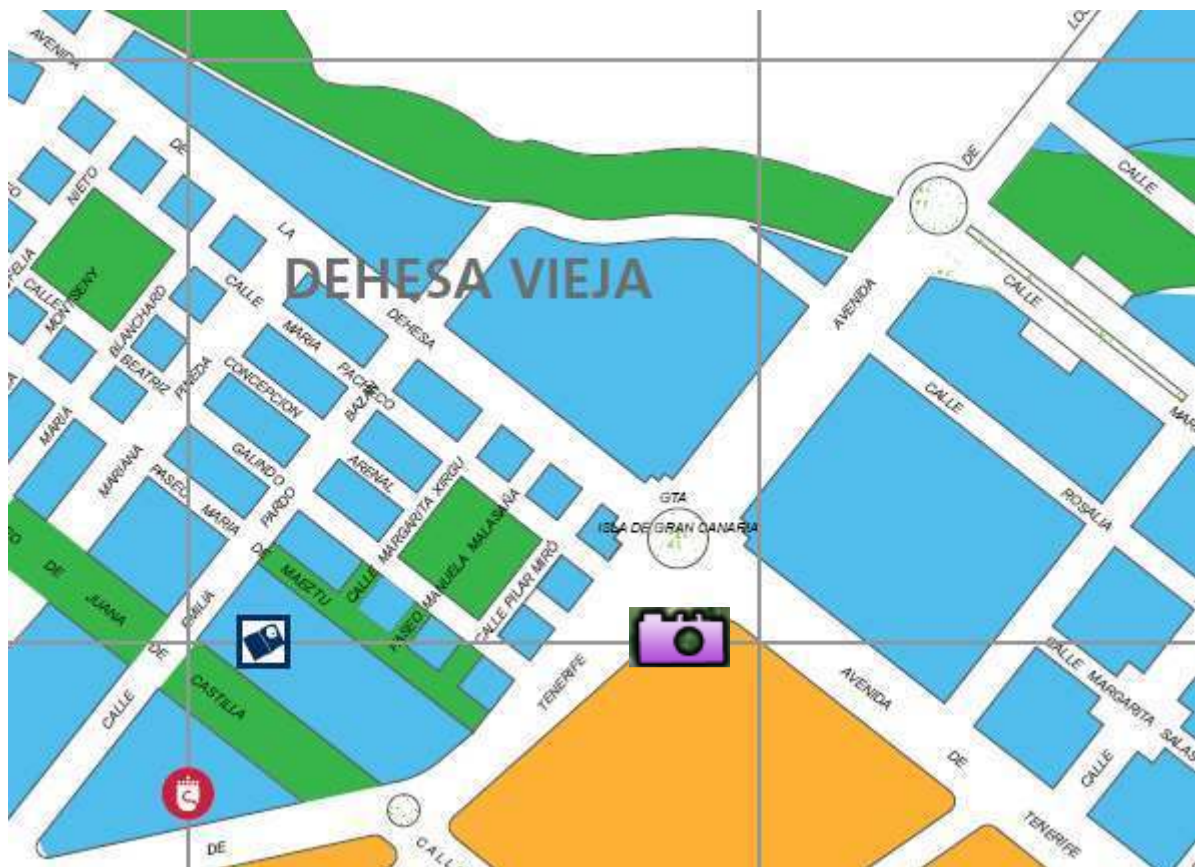 AVENIDA
LOS
DE
DE
CALLE
NIETO
LA
DEHESA VIEJA
CALLE
MONTSENY
CALLE
CALLE
AVENIDA
BLANCHARD
MARIA
DEHESA
BEATRIZ
PINEDA
CONCEPCION
PACHECO
CALLE
MARIA
MARIANA
GALINDO
ARENAL
PASEO
MARIA
PARDO
MARGARITA XIRGU
GTA
ISLA DE GRAN CANARIA
ROSALIA
MANUELA MALASAÑA
DE
DE
MAEZTU
CALLE
CALLE PILAR MIRÓ
PASEO
JUANA
EMILIA
DE
CASTILLA
CALLE
TENERIFE
AVENIDA
CALLE MARGARITA SALAS
DE
CALLE
TENERIFE
DE
CALL